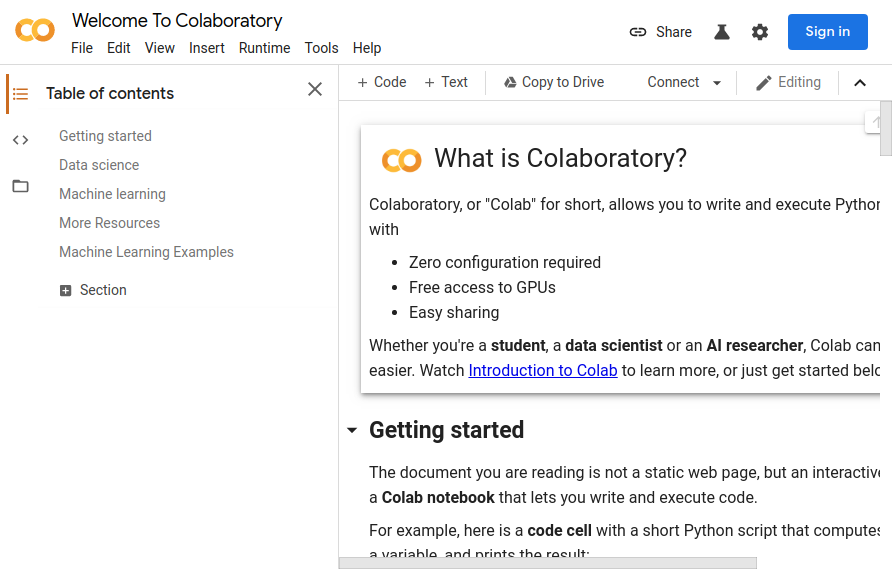 Welcome To Colaboratory
File Edit View Insert Runtime Tools Help
Share
Sign in
Table of contents
Getting started
Data science
Machine learning
More Resources
Machine Learning Examples
Section
+ Code + Text Copy to Drive Connect Editing
What is Colaboratory?
Colaboratory, or "Colab" for short, allows you to write and execute Python
with
• Zero configuration required
• Free access to GPUs
• Easy sharing
Whether you're a student, a data scientist or an AI researcher, Colab can
easier. Watch Introduction to Colab to learn more, or just get started
Getting started
The document you are reading is not a static web page, but an interactive
a Colab notebook that lets you write and execute code.
For example, here is a code cell with a short Python script that computes
a variable, and prints the result: